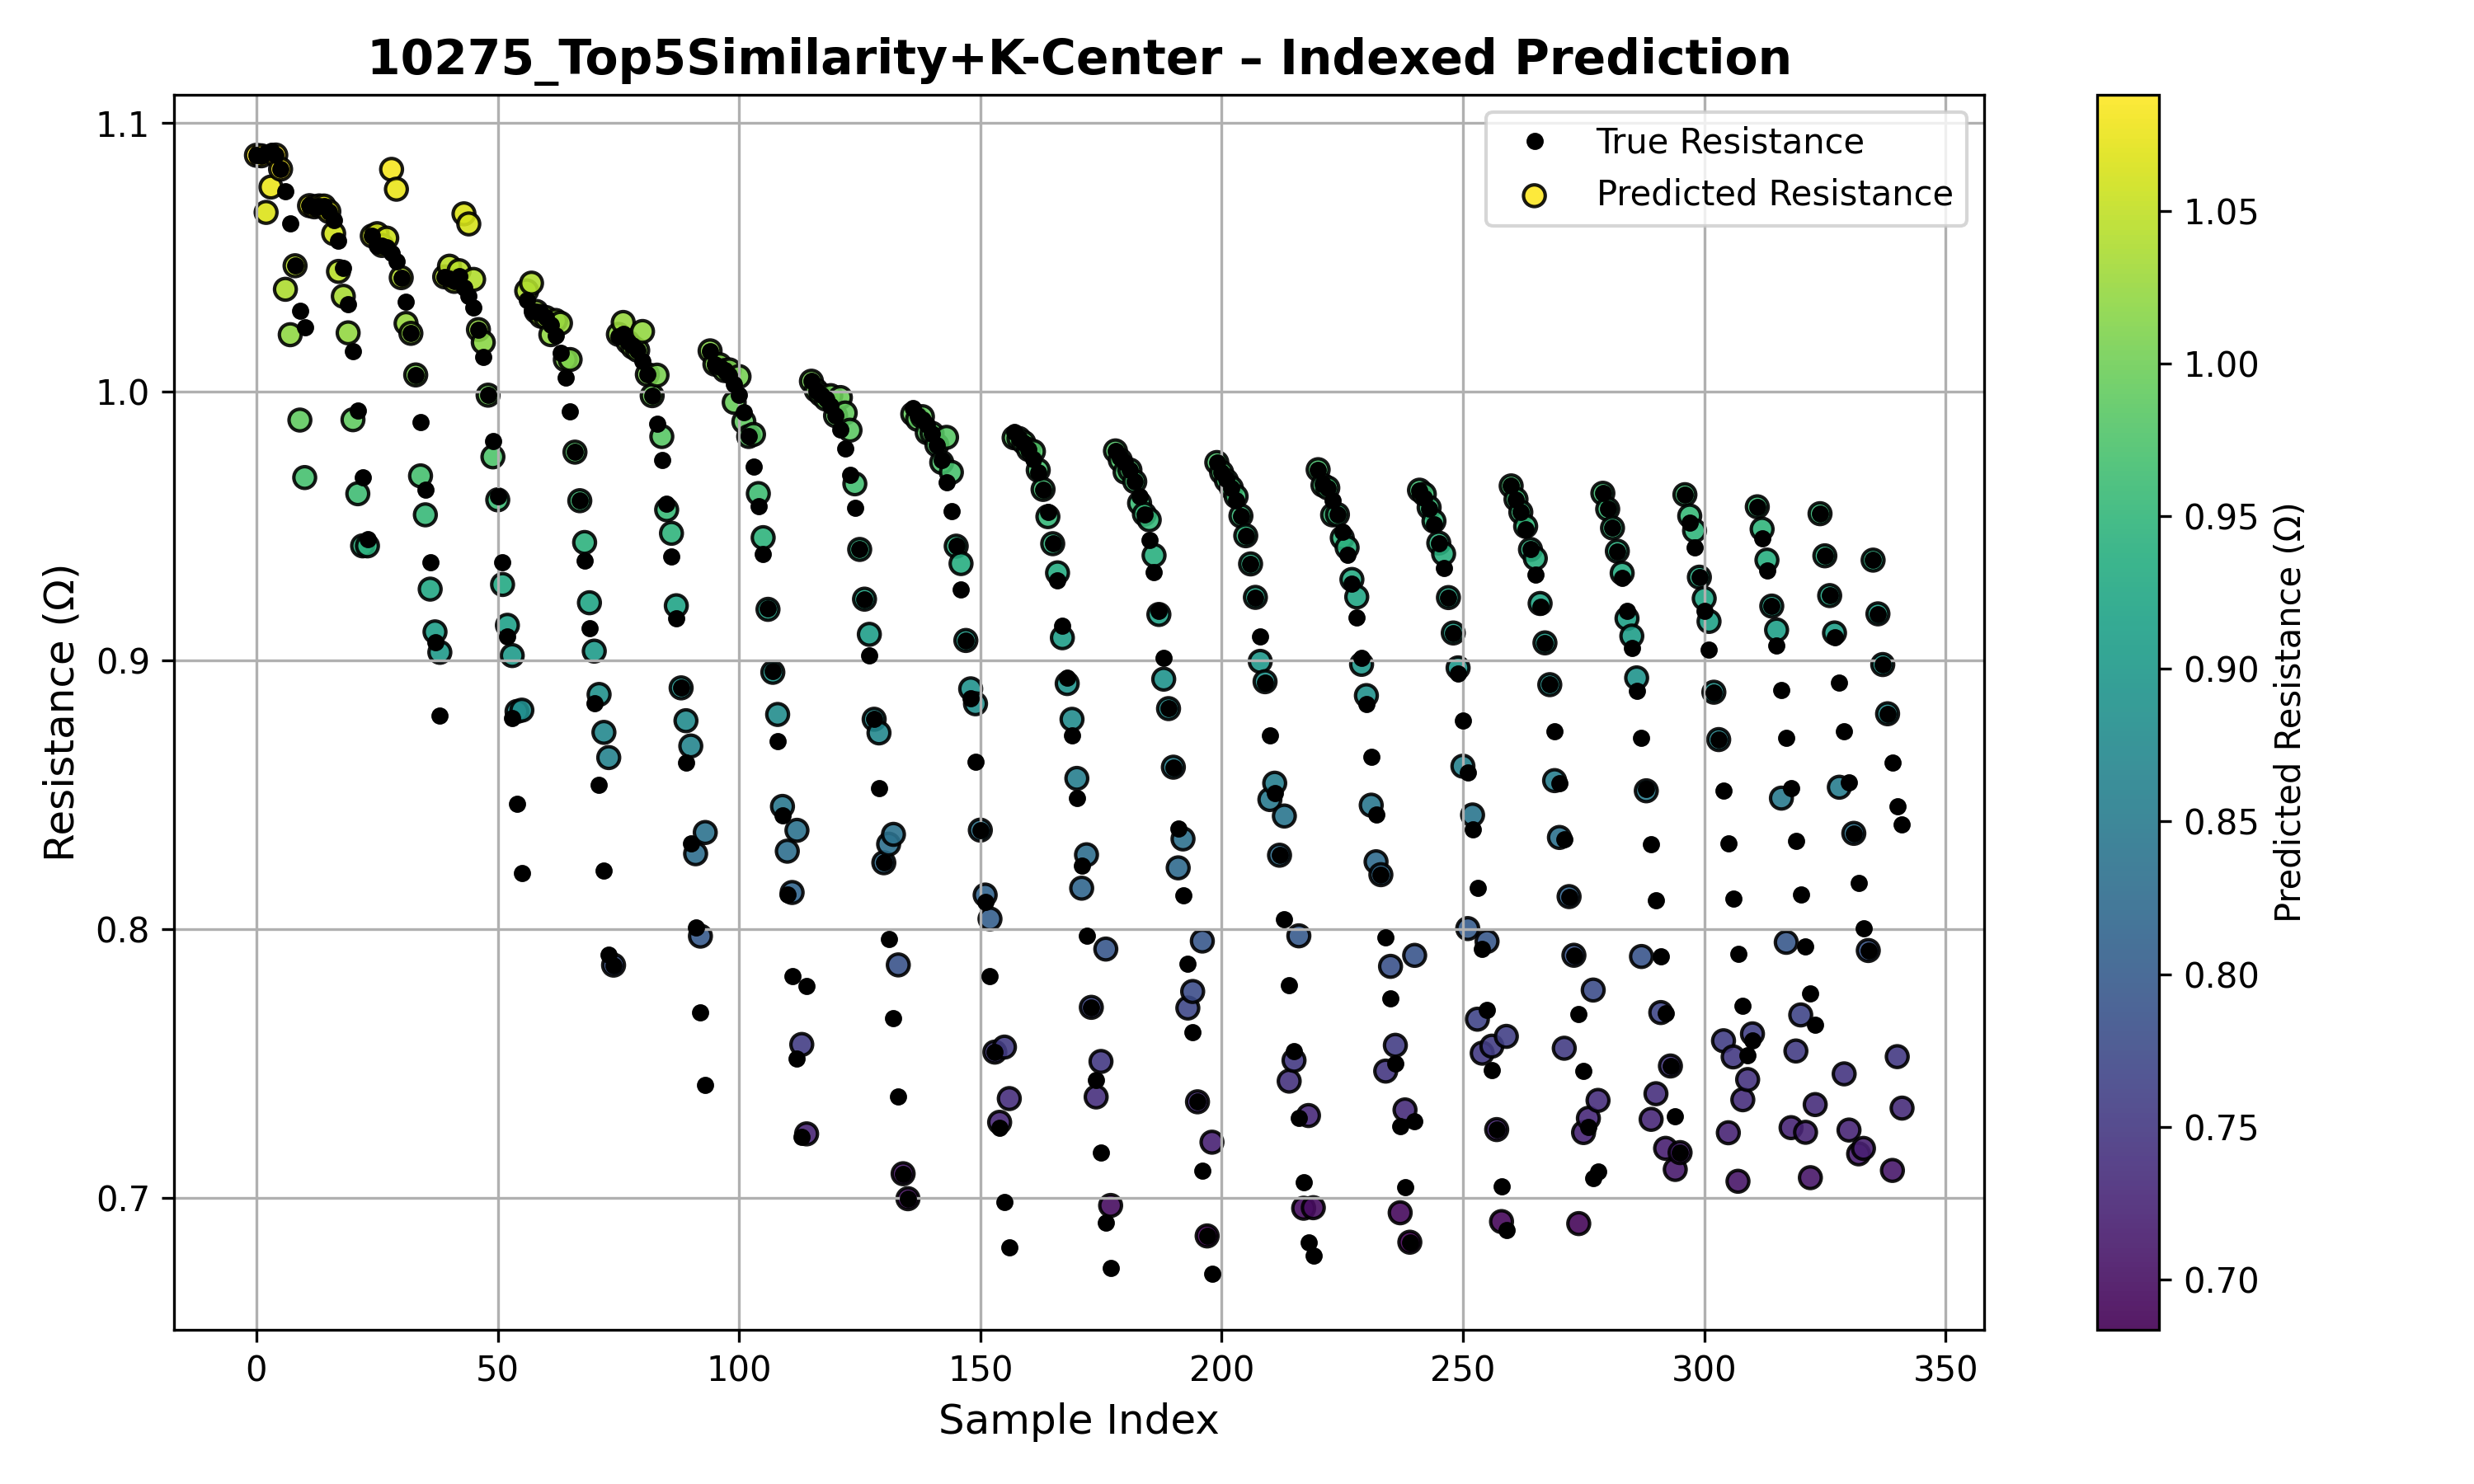 10275_Top5Similarity+K-Center – Indexed Prediction
True Resistance
Predicted Resistance
Resistance (Ω)
1.1
1.0
0.9
0.8
0.7
0 50 100 150 200 250 300 350
Sample Index
1.05
1.00
0.95
0.90
0.85
0.80
0.75
0.70
Predicted Resistance (Ω)